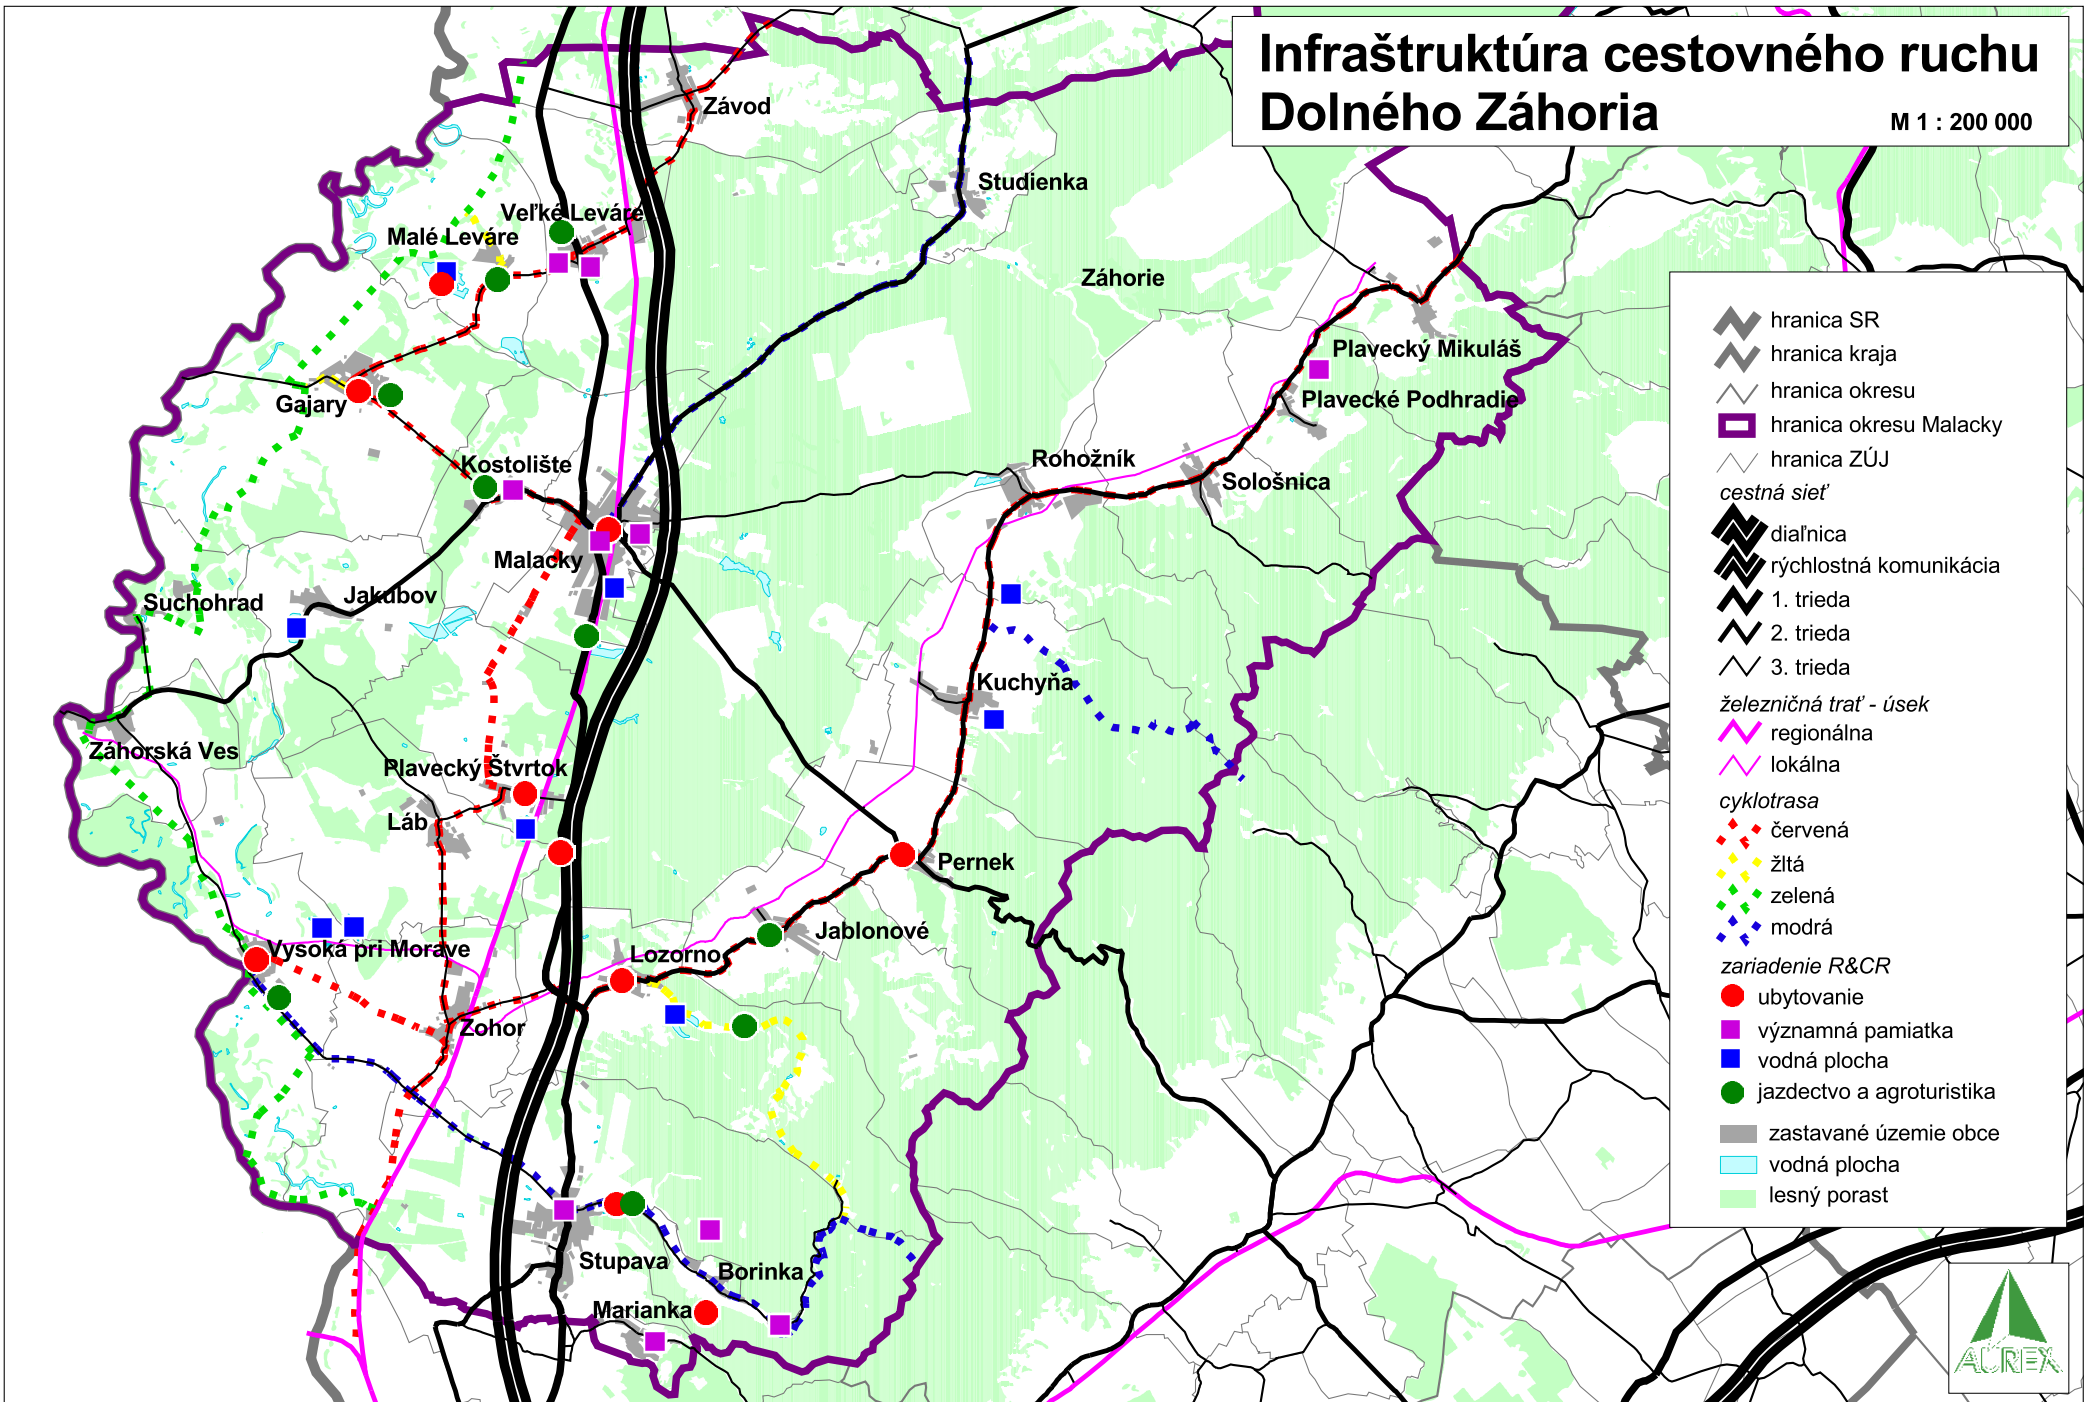 Infraštruktúra cestovného ruchu
Dolného Záhoria
M 1 : 200 000
Závod
Studienka
Veľké Leváre
Malé Leváre
Záhorie
Plavecký Mikuláš
Plavecké Podhradie
Gajary
Kostolište
Rohožník
Sološnica
Malacky
Suchohrad
Jakubov
Kuchyňa
Záhorská Ves
Plavecký Štvrtok
Láb
Pernek
Jablonové
Vysoká pri Morave
Lozorno
Zohor
Stupava
Borinka
Marianka
hranica SR
hranica kraja
hranica okresu
hranica okresu Malacky
hranica ZÚJ
cestná sieť
diaľnica
rýchlostná komunikácia
1. trieda
2. trieda
3. trieda
železničná trať - úsek
regionálna
lokálna
cyklotrasa
červená
žltá
zelená
modrá
zariadenie R&CR
ubytovanie
významná pamiatka
vodná plocha
jazdectvo a agroturistika
zastavané územie obce
vodná plocha
lesný porast
AUREX